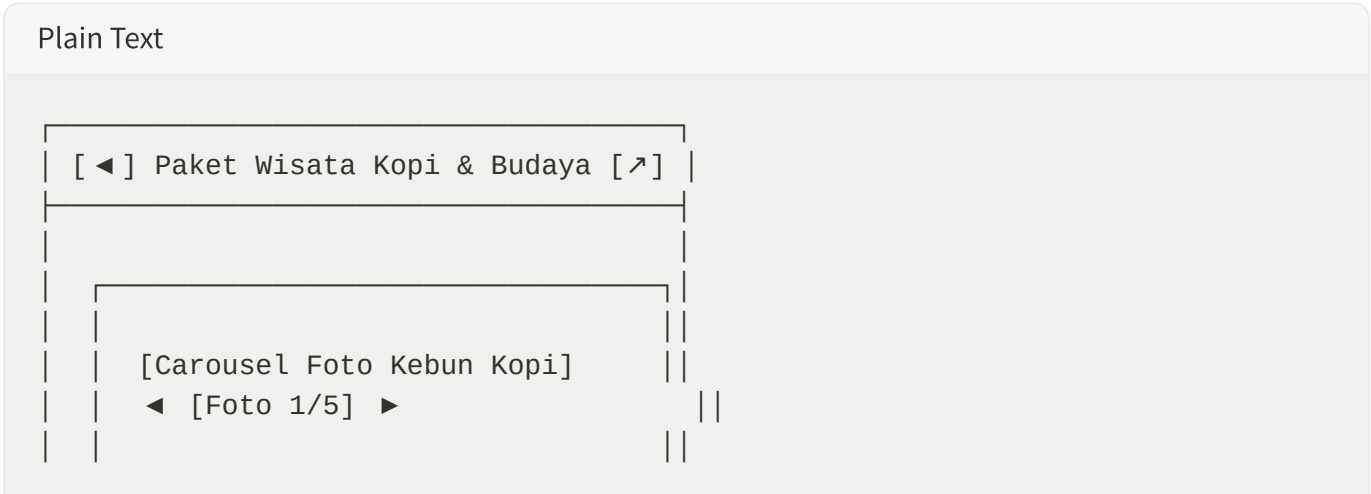 Plain Text
┌─────────────────────────────────────┐
│ [◄] Paket Wisata Kopi & Budaya [↗] │
├─────────────────────────────────────┤
│                                     │
│  ┌─────────────────────────────────┐│
│  │                                 ││
│  │  [Carousel Foto Kebun Kopi]     ││
│  │  ◄ [Foto 1/5] ►                 ││
│  │                                 ││